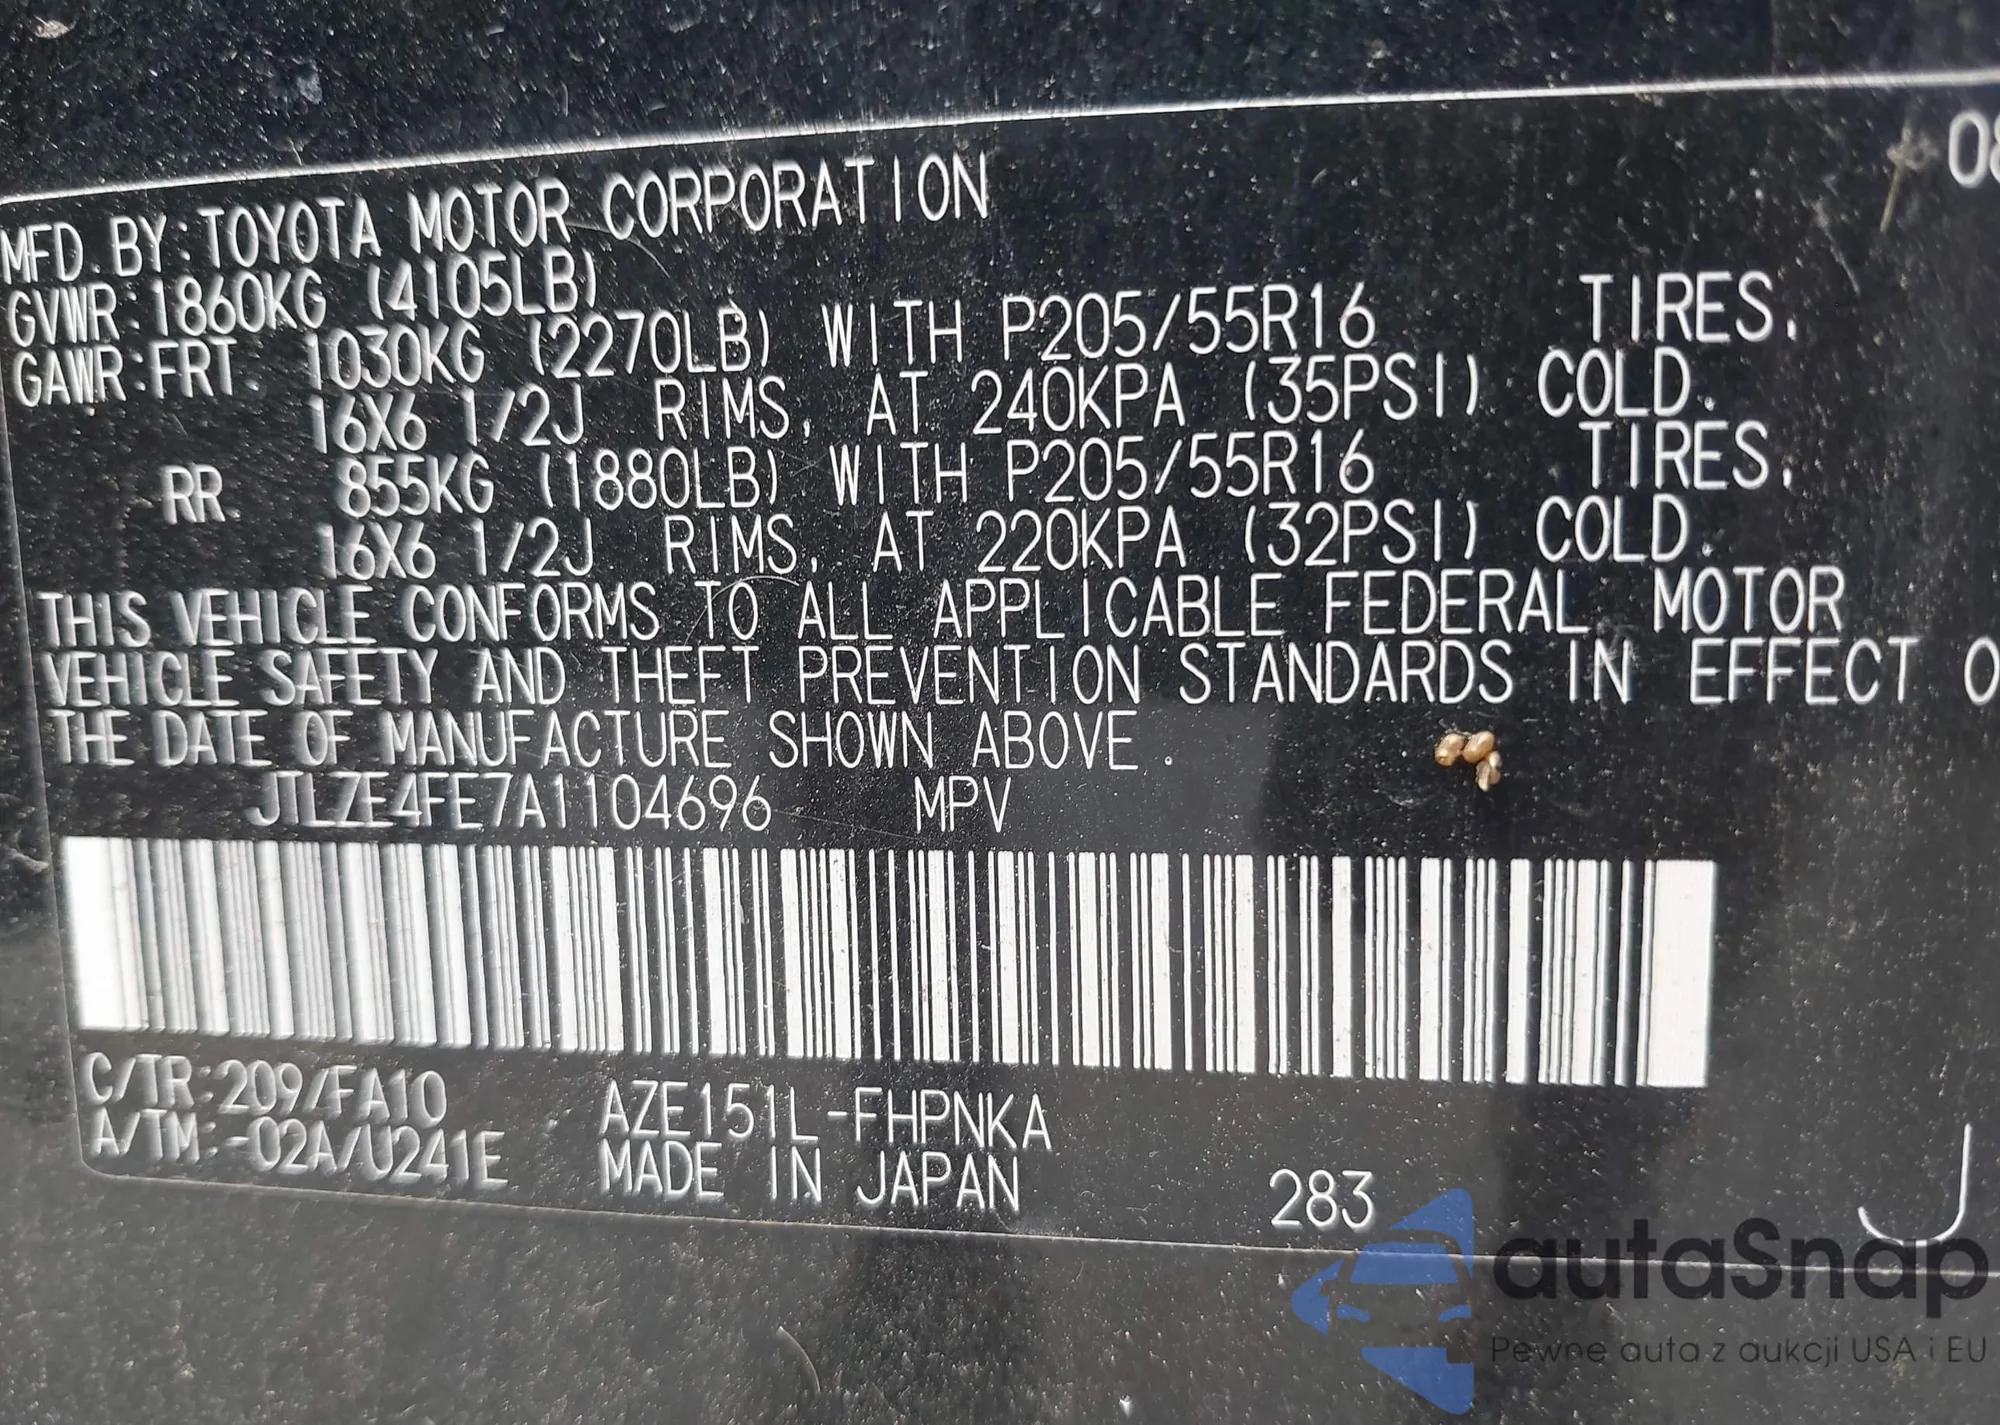 08
MFD. BY:TOYOTA MOTOR CORPORATION
GVWR:1860KG (4105LB)
GAWR:FRT. 1030KG (2270LB) WITH P205/55R16 TIRES,
16X6 1/2J RIMS, AT 240KPA (35PSI) COLD.
RR. 855KG (1880LB) WITH P205/55R16 TIRES,
16X6 1/2J RIMS, AT 220KPA (32PSI) COLD.
THIS VEHICLE CONFORMS TO ALL APPLICABLE FEDERAL MOTOR
VEHICLE SAFETY AND THEFT PREVENTION STANDARDS IN EFFECT O
THE DATE OF MANUFACTURE SHOWN ABOVE.
JTLZE4FE7A1104696 MPV
C/TR:209/FA10 AZE151L-FHPNKA
A/TM:-02A/U241E MADE IN JAPAN
283 J
autaSnap
Pewne auta z aukcji USA i EU